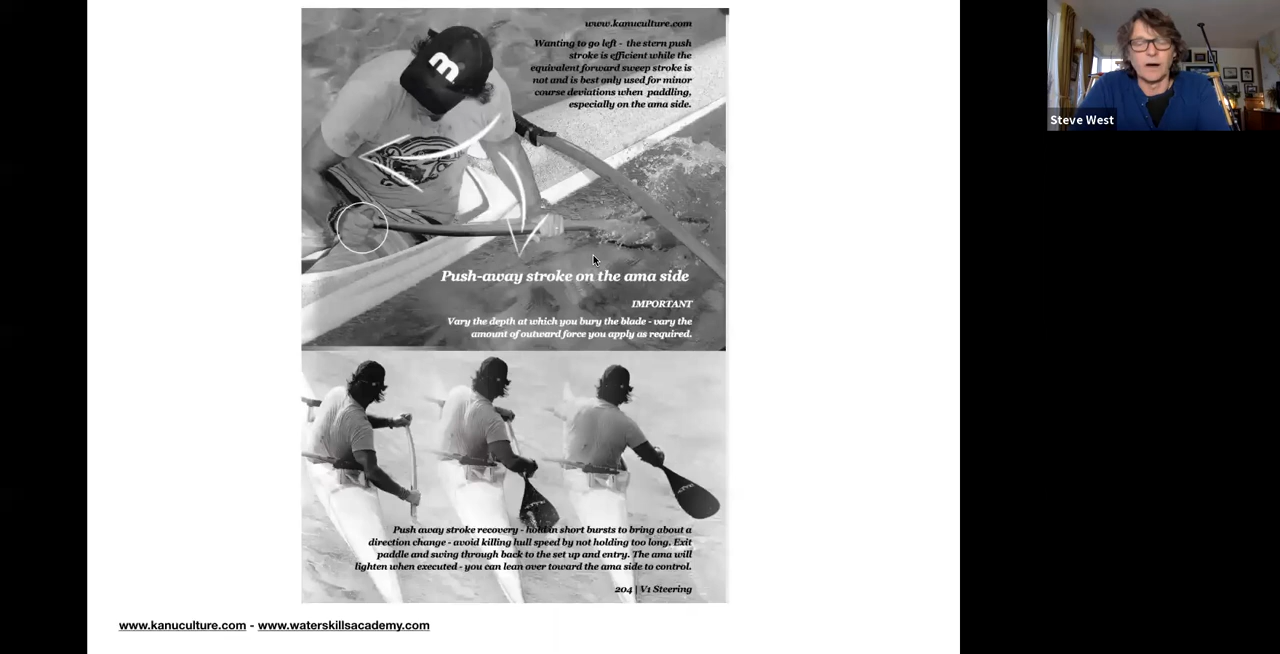 www.kanuculture.com
Wanting to go left - the stern push
stroke is efficient while the
equivalent forward sweep stroke is
not and is best only used for minor
course deviations when paddling,
especially on the ama side.
Steve West
Push-away stroke on the ama side
IMPORTANT
Vary the depth at which you bury the blade - vary the
amount of outward force you apply as required.
Push away stroke recovery - hold in short bursts to bring about a
direction change - avoid killing hull speed by not holding too long. Exit
paddle and swing through back to the set up and entry. The ama will
lighten when executed - you can lean over toward the ama side to control.
204 | V1 Steering
www.kanuculture.com - www.waterskillsacademy.com